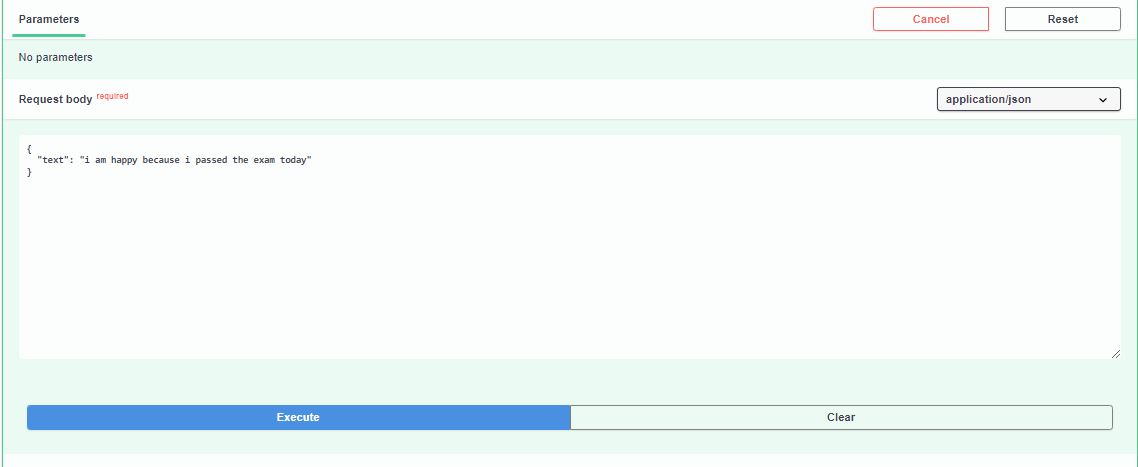 Parameters
Cancel
Reset
No parameters
Request body required
application/json
{
  "text": "i am happy because i passed the exam today"
}
Execute
Clear